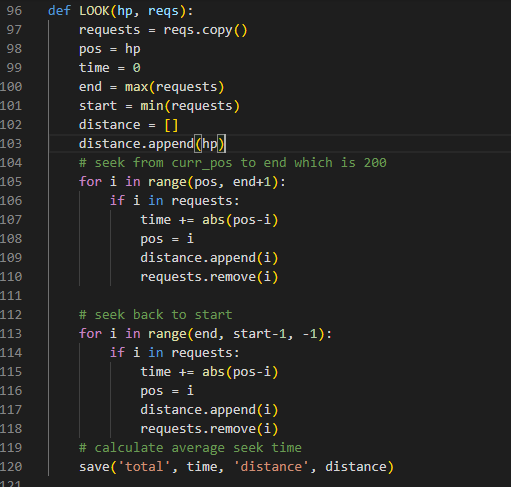 96 def LOOK(hp, reqs):
97     requests = reqs.copy()
98     pos = hp
99     time = 0
100     end = max(requests)
101     start = min(requests)
102     distance = []
103     distance.append(hp)
104     # seek from curr_pos to end which is 200
105     for i in range(pos, end+1):
106         if i in requests:
107             time += abs(pos-i)
108             pos = i
109             distance.append(i)
110             requests.remove(i)
111
112     # seek back to start
113     for i in range(end, start-1, -1):
114         if i in requests:
115             time += abs(pos-i)
116             pos = i
117             distance.append(i)
118             requests.remove(i)
119     # calculate average seek time
120     save('total', time, 'distance', distance)
121